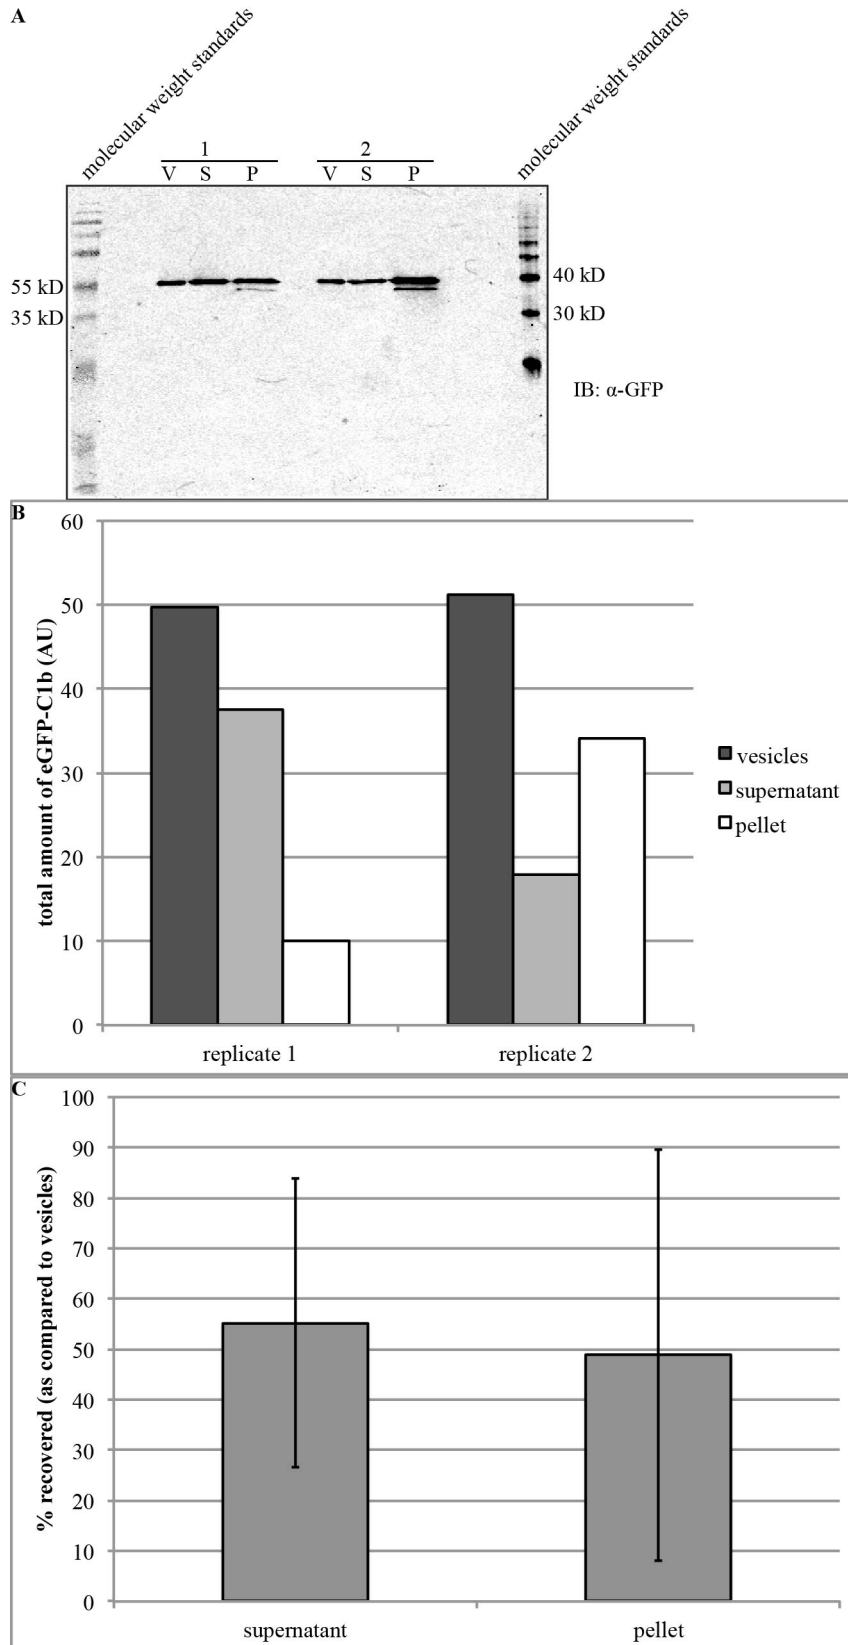 A
molecular weight standards
molecular weight standards
1
2
V S P
V S P
55 kD
35 kD
40 kD
30 kD
IB: α-GFP
B
total amount of eGFP-C1b (AU)
60
50
40
30
20
10
0
replicate 1
replicate 2
vesicles
supernatant
pellet
C
% recovered (as compared to vesicles)
100
90
80
70
60
50
40
30
20
10
0
supernatant
pellet